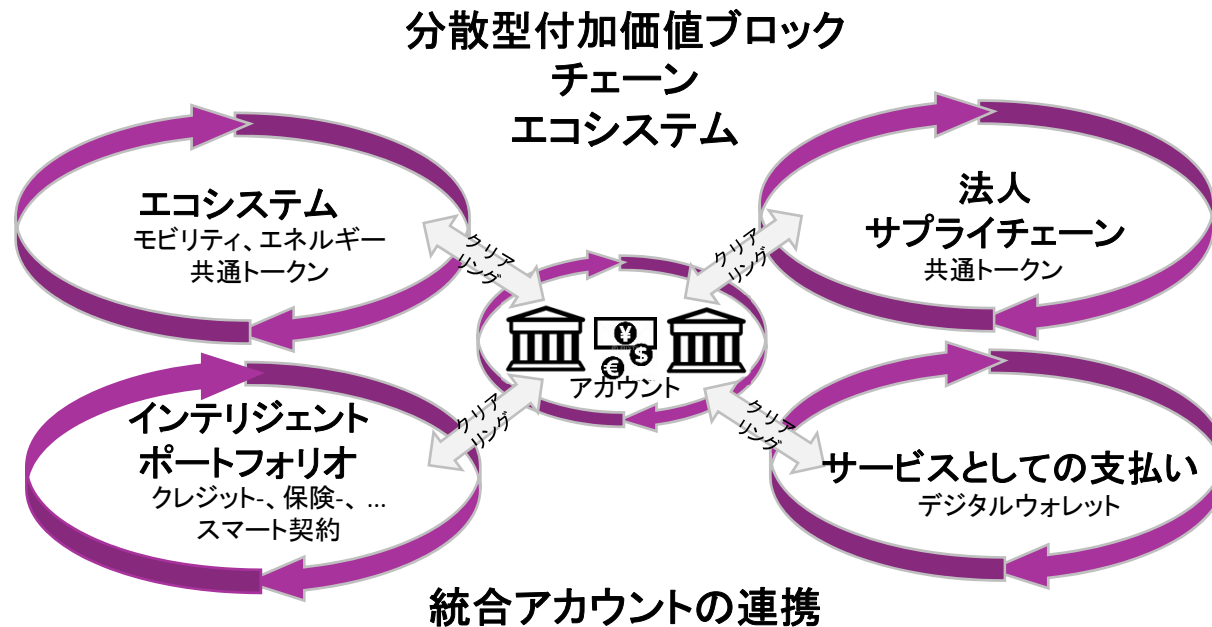 分散型付加価値ブロック
チェーン
エコシステム
エコシステム
モビリティ、エネルギー
共通トークン
法人
サプライチェーン
共通トークン
クリア
リング
クリア
リング
¥
$
€
アカウント
クリア
リング
クリア
リング
インテリジェント
ポートフォリオ
クレジット-、保険-、...
スマート契約
サービスとしての支払い
デジタルウォレット
統合アカウントの連携